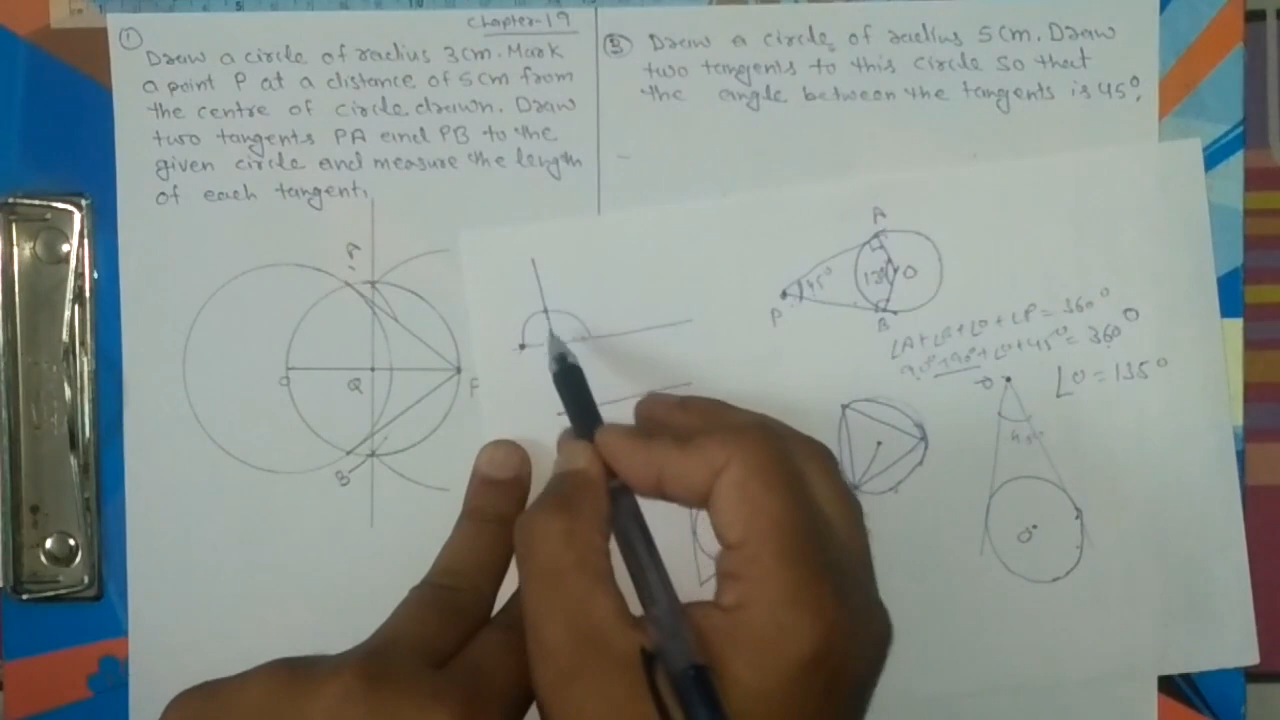 Chapter-19
①
Draw a circle of radius 3cm. Mark
a point P at a distance of 5cm from
the centre of circle drawn. Draw
two tangents PA and PB to the
given circle and measure the length
of each tangent.
③ Draw a circle of radius 5cm. Draw
two tangents to this circle so that
the angle between the tangents is 45°.
A
B
Q
P
A
45°
135
O
P
B
∠A+∠B+∠O+∠P=360°
90°+90°+∠O+45°=360°
∠O=135°
45°
O